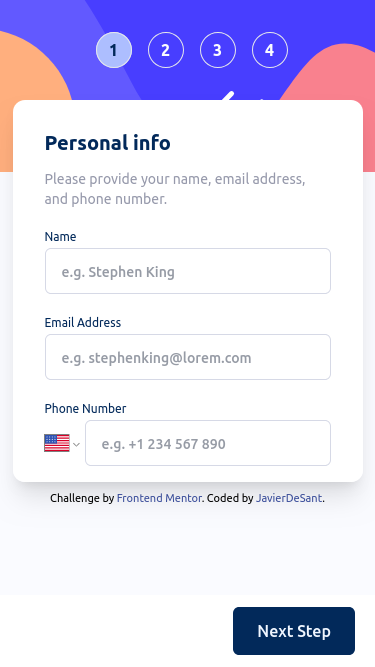 1 2 3 4
Personal info
Please provide your name, email address,
and phone number.
Name
e.g. Stephen King
Email Address
e.g. stephenking@lorem.com
Phone Number
e.g. +1 234 567 890
Challenge by Frontend Mentor. Coded by JavierDeSant.
Next Step